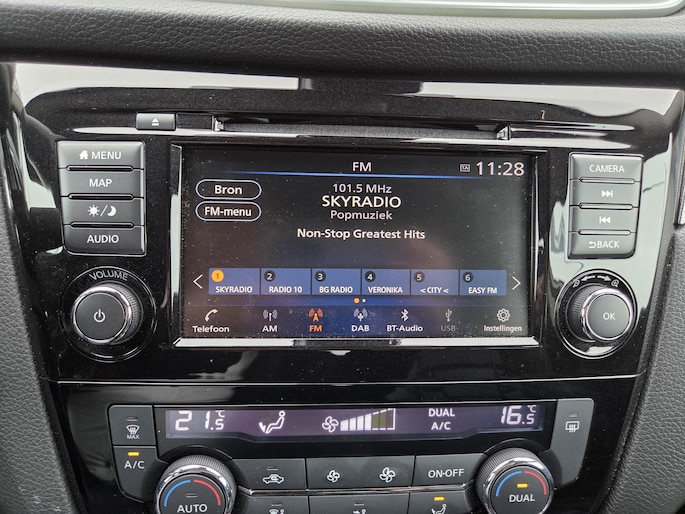 MENU
MAP
AUDIO
VOLUME
FM
TA 11:28
Bron
FM-menu
101.5 MHz
SKYRADIO
Popmuziek
Non-Stop Greatest Hits
1 2 3 4 5 6
SKYRADIO RADIO 10 BG RADIO VERONIKA < CITY < EASY FM
Telefoon AM FM DAB BT-Audio USB Instellingen
CAMERA
BACK
OK
21.5°C DUAL A/C 16.5°C
MAX
A/C
AUTO
ON-OFF
DUAL